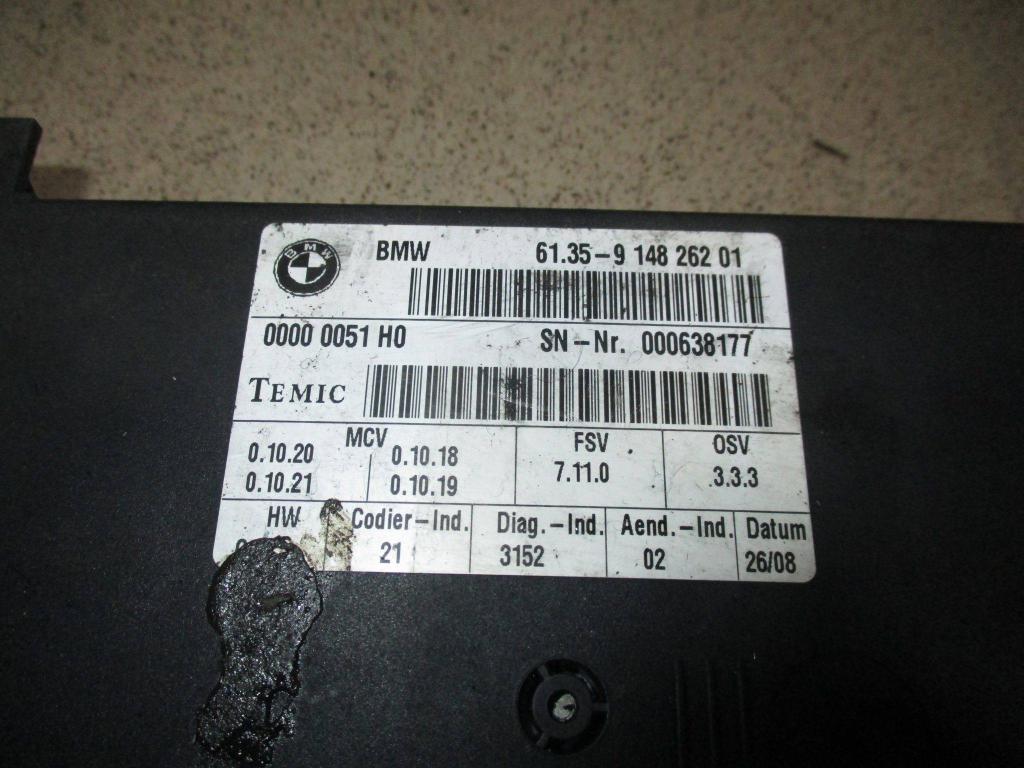 BMW
BMW 61.35-9 148 262 01
0000 0051 H0 SN-Nr. 000638177
TEMIC
MCV FSV OSV
0.10.20 0.10.18 7.11.0 3.3.3
0.10.21 0.10.19
HW Codier-Ind. Diag.-Ind. Aend.-Ind. Datum
21 3152 02 26/08